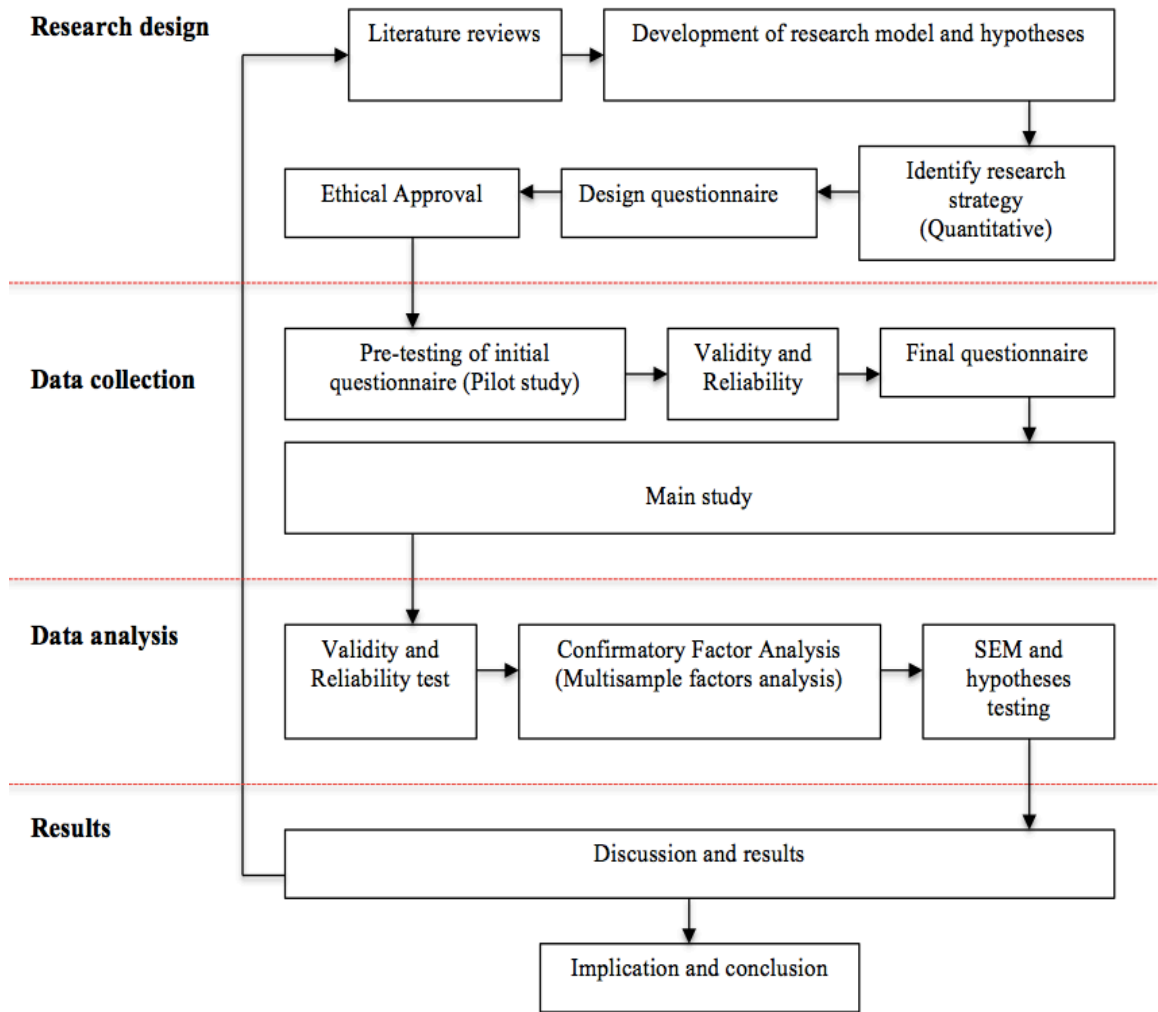 Research design
Literature reviews
Development of research model and hypotheses
Identify research
strategy
(Quantitative)
Design questionnaire
Ethical Approval
Data collection
Pre-testing of initial
questionnaire (Pilot study)
Validity and
Reliability
Final questionnaire
Main study
Data analysis
Validity and
Reliability test
Confirmatory Factor Analysis
(Multisample factors analysis)
SEM and
hypotheses
testing
Results
Discussion and results
Implication and conclusion